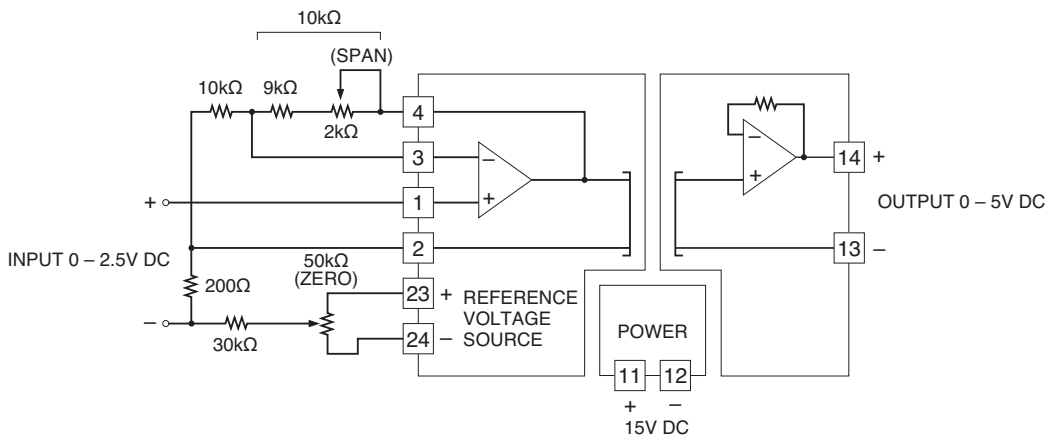 10kΩ
(SPAN)
10kΩ
9kΩ
2kΩ
4
3
1
2
+
–
+
INPUT 0 – 2.5V DC
200Ω
–
30kΩ
50kΩ
(ZERO)
23
+
24
–
REFERENCE
VOLTAGE
SOURCE
POWER
11
12
+
–
15V DC
–
+
14
+
OUTPUT 0 – 5V DC
13
–